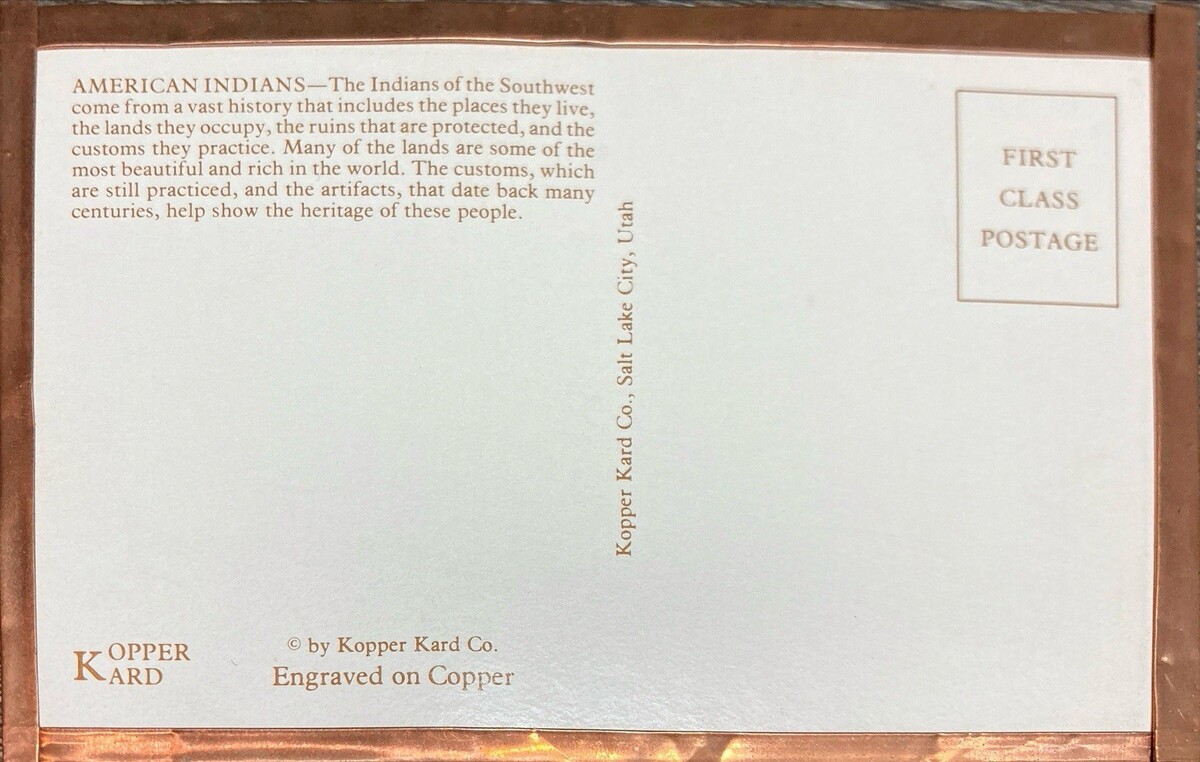 AMERICAN INDIANS—The Indians of the Southwest
come from a vast history that includes the places they live,
the lands they occupy, the ruins that are protected, and the
customs they practice. Many of the lands are some of the
most beautiful and rich in the world. The customs, which
are still practiced, and the artifacts, that date back many
centuries, help show the heritage of these people.
Kopper Kard Co., Salt Lake City, Utah
FIRST
CLASS
POSTAGE
KOPPER
KARD
© by Kopper Kard Co.
Engraved on Copper